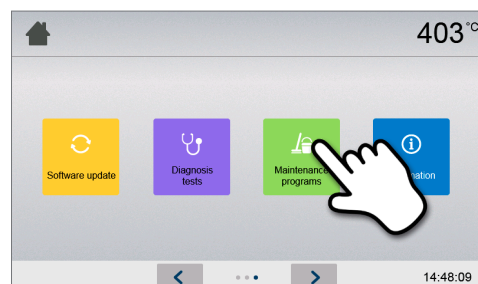 403°C
Software update
Diagnosis
tests
Maintenance
programs
14:48:09